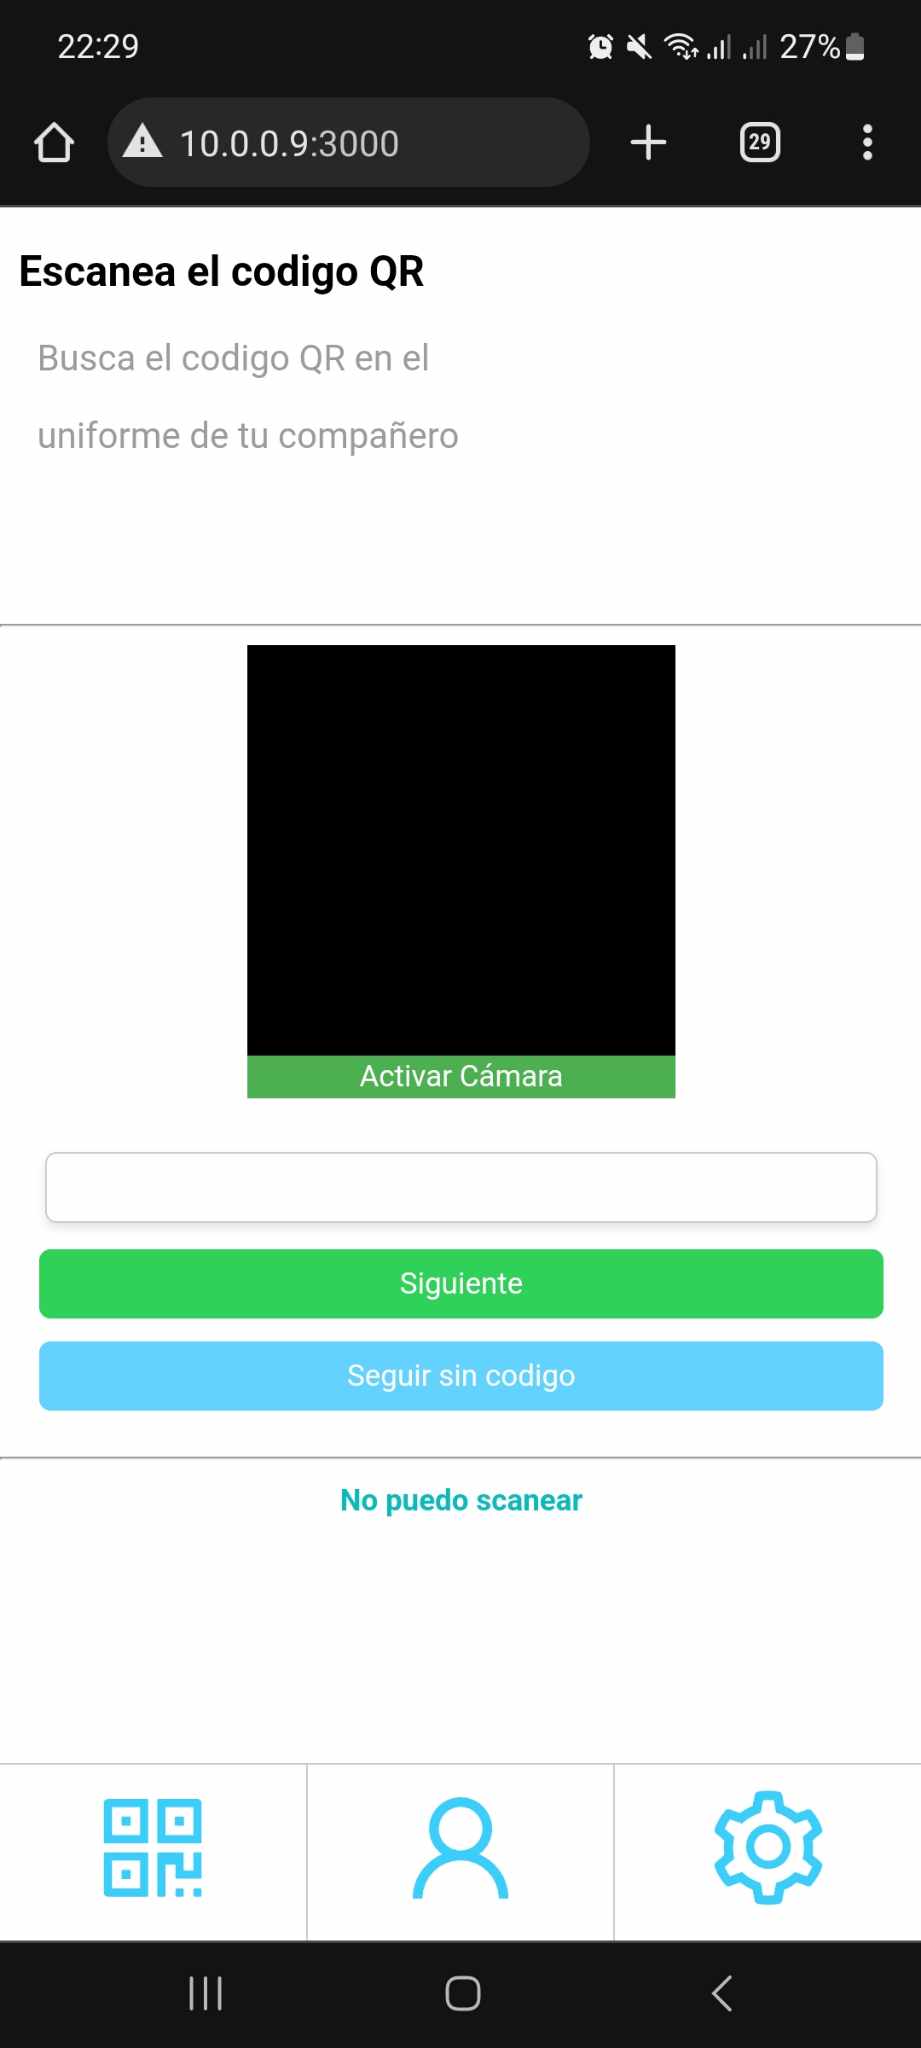 22:29
27%
10.0.0.9:3000
29
Escanea el codigo QR
Busca el codigo QR en el
uniforme de tu compañero
Activar Cámara
Siguiente
Seguir sin codigo
No puedo scanear